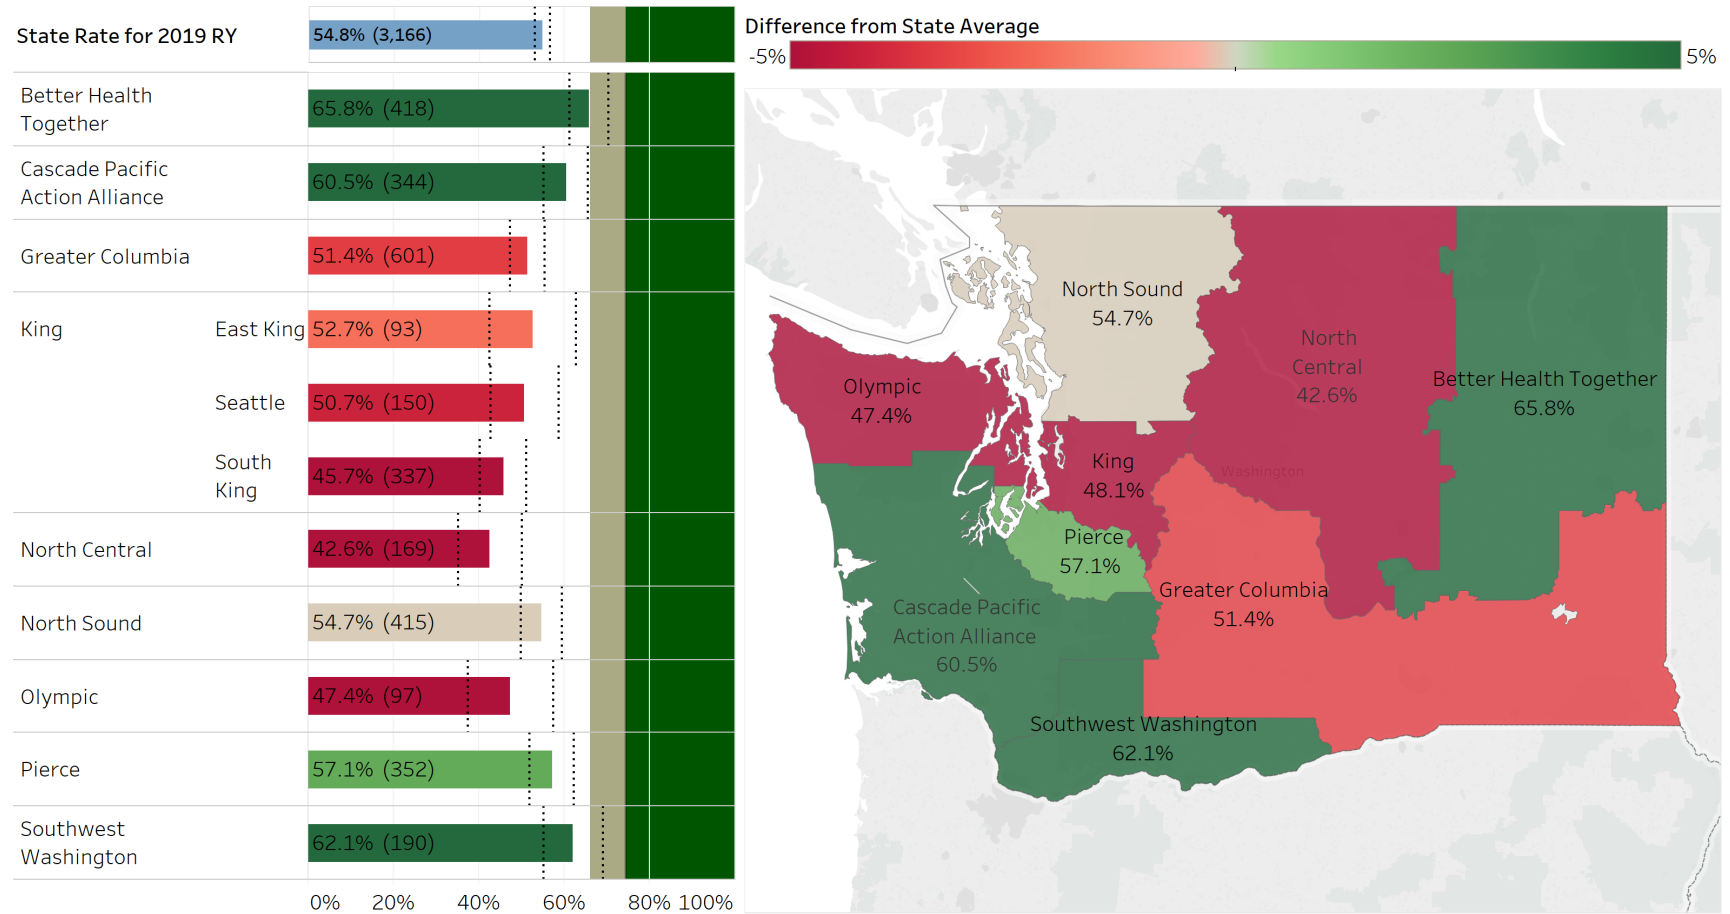 State Rate for 2019 RY
54.8% (3,166)
Better Health
Together
65.8% (418)
Cascade Pacific
Action Alliance
60.5% (344)
Greater Columbia
51.4% (601)
King
East King
52.7% (93)
Seattle
50.7% (150)
South
King
45.7% (337)
North Central
42.6% (169)
North Sound
54.7% (415)
Olympic
47.4% (97)
Pierce
57.1% (352)
Southwest
Washington
62.1% (190)
0% 20% 40% 60% 80% 100%
Difference from State Average
-5% 5%
North Sound
54.7%
North
Central
42.6%
Better Health Together
65.8%
Olympic
47.4%
King
48.1%
Washington
Pierce
57.1%
Greater Columbia
51.4%
Cascade Pacific
Action Alliance
60.5%
Southwest Washington
62.1%